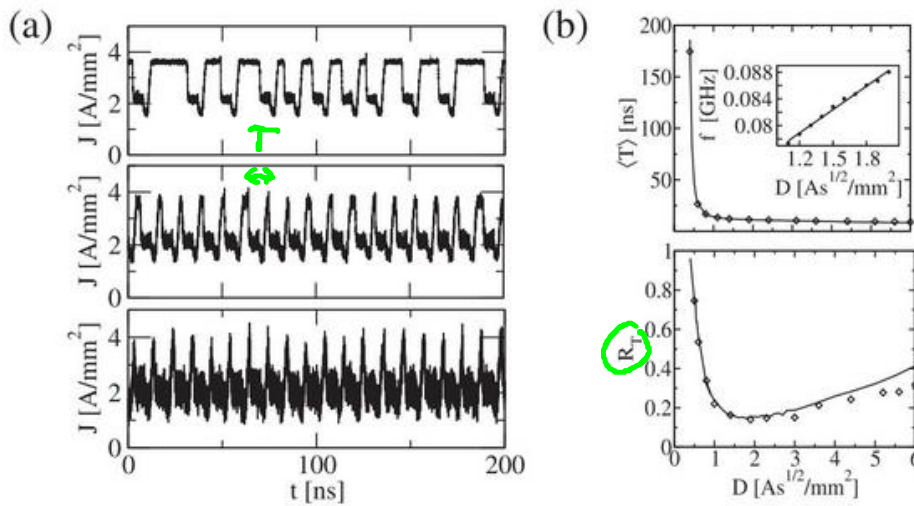 (a)
J [A/mm²]
4
2
0
T
J [A/mm²]
4
2
0
J [A/mm²]
4
2
0
0
100
200
t [ns]
(b)
⟨T⟩ [ns]
200
150
100
50
f [GHz]
0.088
0.084
0.08
1.2
1.5
1.8
D [As^1/2/mm²]
R_T
1
0.8
0.6
0.4
0.2
0
0
1
2
3
4
5
6
D [As^1/2/mm²]